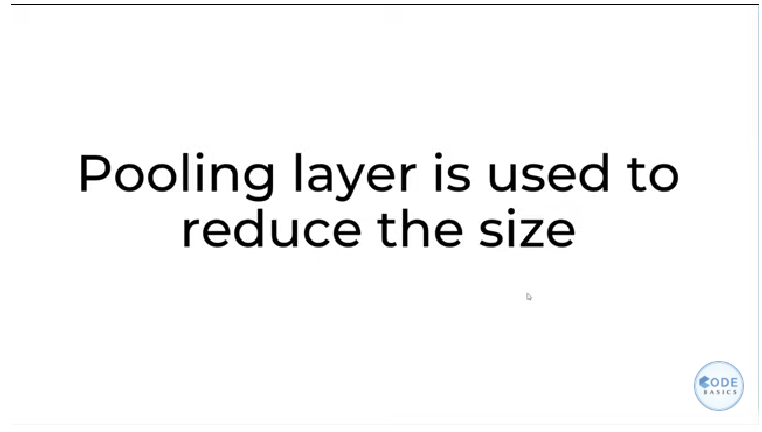 Pooling layer is used to
reduce the size
CODE
BASICS